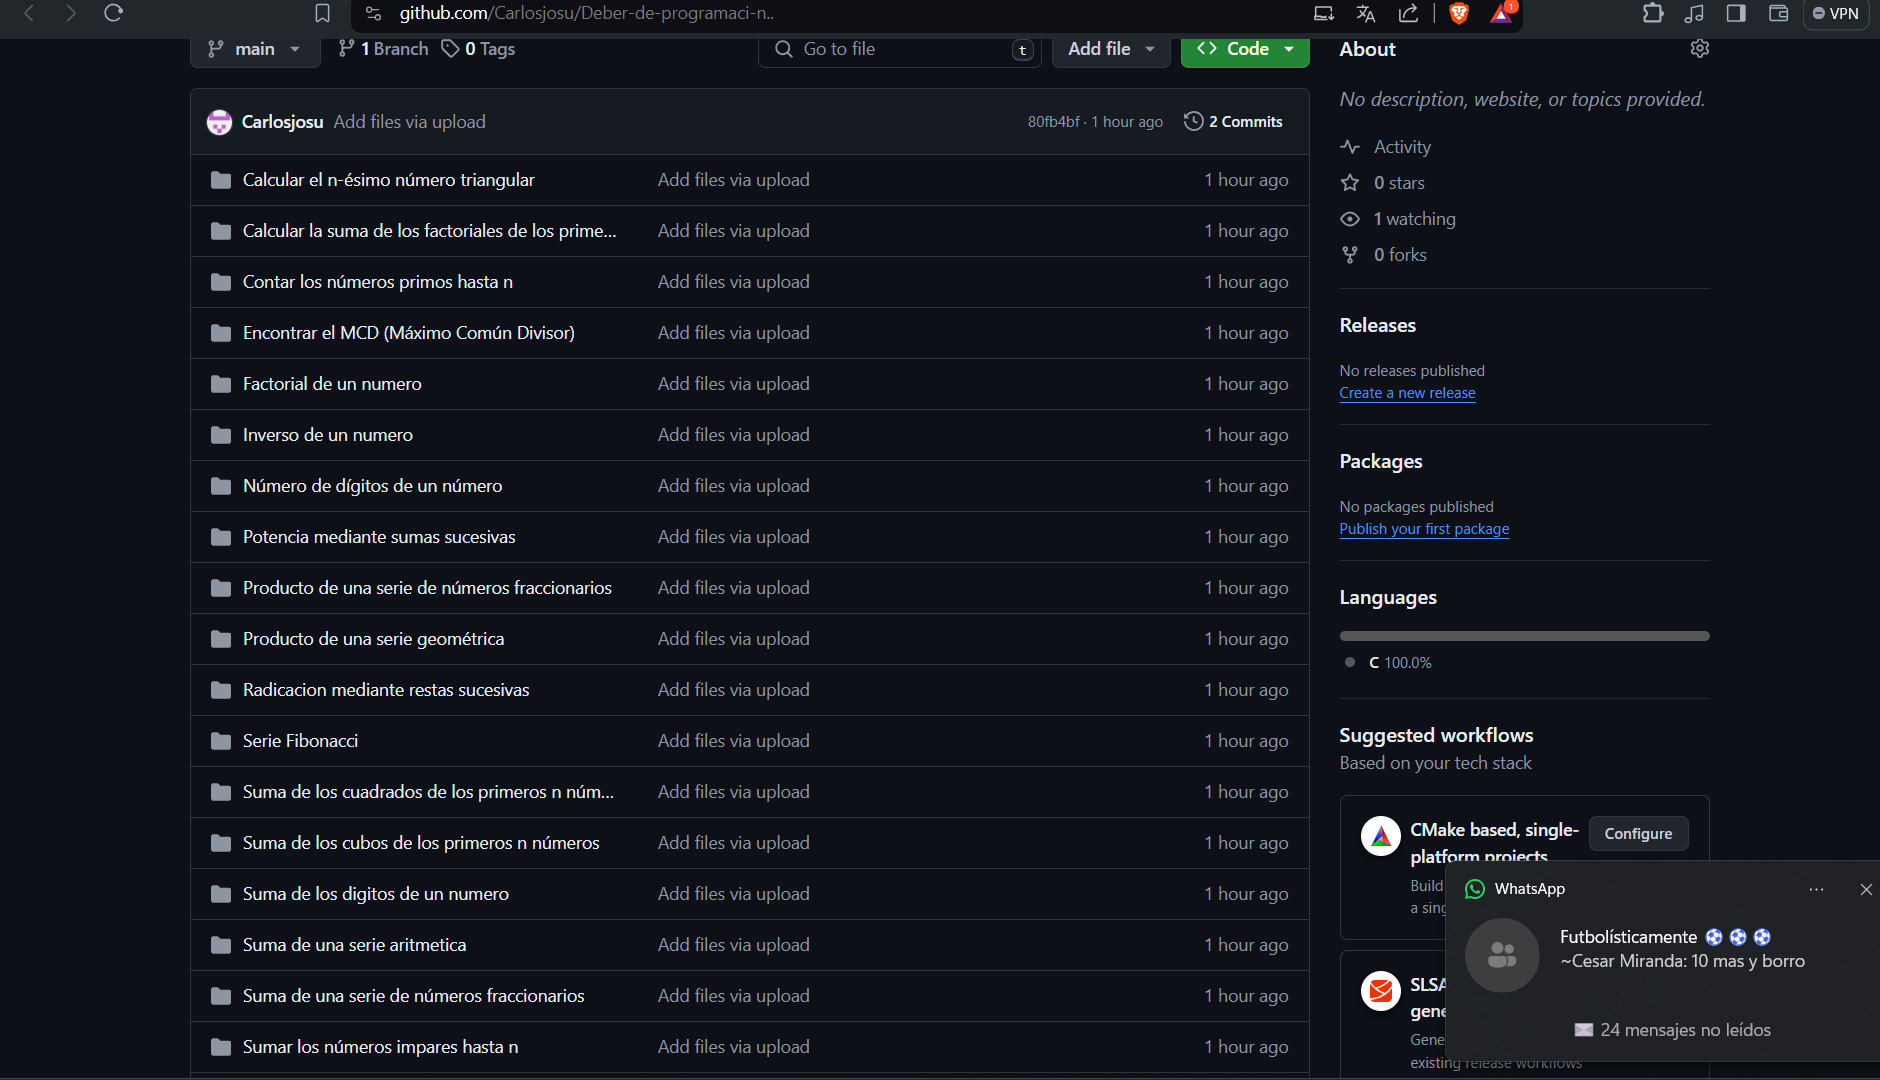 github.com/Carlosjosu/Deber-de-programaci-n..
1
VPN
main
1 Branch
0 Tags
Go to file
t
Add file
Code
Carlosjosu Add files via upload
80fb4bf · 1 hour ago
2 Commits
Calcular el n-ésimo número triangular Add files via upload 1 hour ago
Calcular la suma de los factoriales de los prime... Add files via upload 1 hour ago
Contar los números primos hasta n Add files via upload 1 hour ago
Encontrar el MCD (Máximo Común Divisor) Add files via upload 1 hour ago
Factorial de un numero Add files via upload 1 hour ago
Inverso de un numero Add files via upload 1 hour ago
Número de dígitos de un número Add files via upload 1 hour ago
Potencia mediante sumas sucesivas Add files via upload 1 hour ago
Producto de una serie de números fraccionarios Add files via upload 1 hour ago
Producto de una serie geométrica Add files via upload 1 hour ago
Radicacion mediante restas sucesivas Add files via upload 1 hour ago
Serie Fibonacci Add files via upload 1 hour ago
Suma de los cuadrados de los primeros n núm... Add files via upload 1 hour ago
Suma de los cubos de los primeros n números Add files via upload 1 hour ago
Suma de los digitos de un numero Add files via upload 1 hour ago
Suma de una serie aritmetica Add files via upload 1 hour ago
Suma de una serie de números fraccionarios Add files via upload 1 hour ago
Sumar los números impares hasta n Add files via upload 1 hour ago
About
No description, website, or topics provided.
Activity
0 stars
1 watching
0 forks
Releases
No releases published
Create a new release
Packages
No packages published
Publish your first package
Languages
C 100.0%
Suggested workflows
Based on your tech stack
CMake based, single-
platform projects
Configure
Build
a sing
SLSA
gene
Gene
existing release workflows
WhatsApp
Futbolísticamente ⚽ ⚽ ⚽
~Cesar Miranda: 10 mas y borro
24 mensajes no leídos